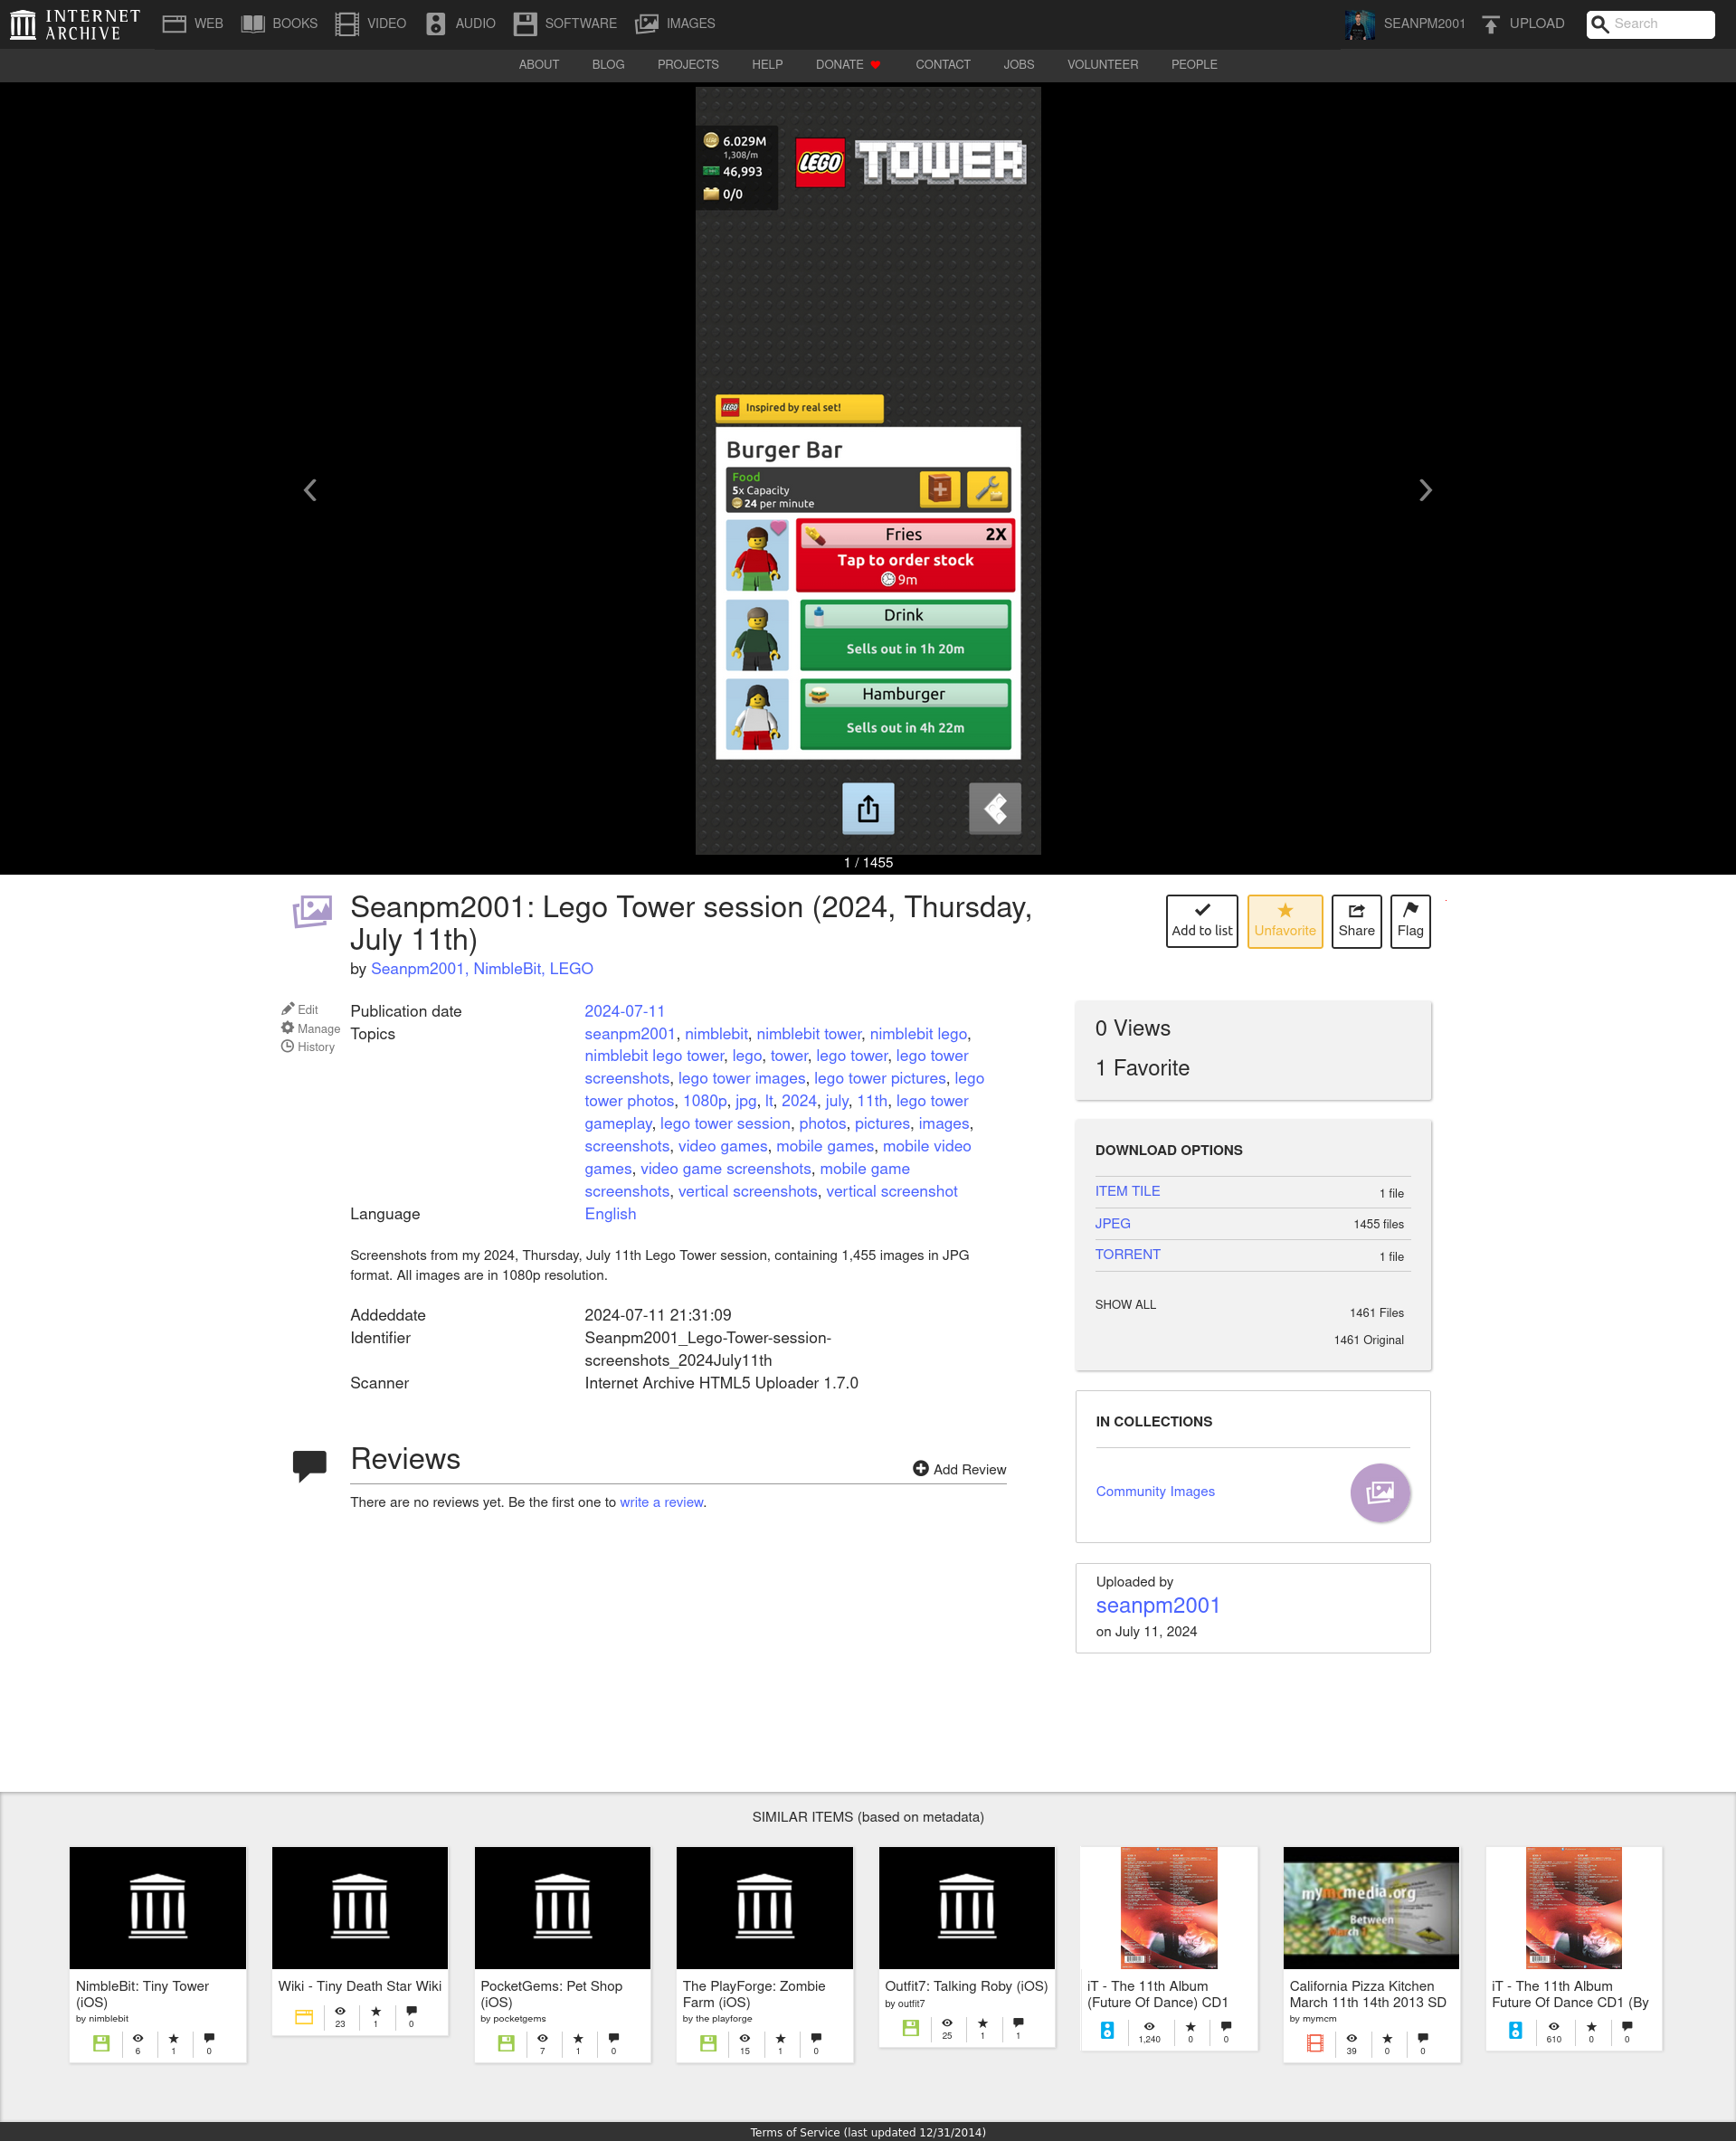 INTERNET ARCHIVE
WEB BOOKS VIDEO AUDIO SOFTWARE IMAGES SEANPM2001 UPLOAD Search
ABOUT BLOG PROJECTS HELP DONATE CONTACT JOBS VOLUNTEER PEOPLE
6.029M
1,308/m
46,993
0/0
LEGO TOWER
LEGO Inspired by real set!
Burger Bar
Food
5x Capacity
24 per minute
Fries 2X
Tap to order stock
9m
Drink
Sells out in 1h 20m
Hamburger
Sells out in 4h 22m
1 / 1455
Seanpm2001: Lego Tower session (2024, Thursday,
July 11th)
by Seanpm2001, NimbleBit, LEGO
Add to list
Unfavorite
Share
Flag
Edit
Manage
History
Publication date 2024-07-11
Topics seanpm2001, nimblebit, nimblebit tower, nimblebit lego,
nimblebit lego tower, lego, tower, lego tower, lego tower
screenshots, lego tower images, lego tower pictures, lego
tower photos, 1080p, jpg, lt, 2024, july, 11th, lego tower
gameplay, lego tower session, photos, pictures, images,
screenshots, video games, mobile games, mobile video
games, video game screenshots, mobile game
screenshots, vertical screenshots, vertical screenshot
Language English
Screenshots from my 2024, Thursday, July 11th Lego Tower session, containing 1,455 images in JPG
format. All images are in 1080p resolution.
Addeddate 2024-07-11 21:31:09
Identifier Seanpm2001_Lego-Tower-session-
screenshots_2024July11th
Scanner Internet Archive HTML5 Uploader 1.7.0
Reviews
Add Review
There are no reviews yet. Be the first one to write a review.
0 Views
1 Favorite
DOWNLOAD OPTIONS
ITEM TILE 1 file
JPEG 1455 files
TORRENT 1 file
SHOW ALL 1461 Files
1461 Original
IN COLLECTIONS
Community Images
Uploaded by
seanpm2001
on July 11, 2024
SIMILAR ITEMS (based on metadata)
NimbleBit: Tiny Tower
(iOS)
by nimblebit
6 1 0
Wiki - Tiny Death Star Wiki
23 1 0
PocketGems: Pet Shop
(iOS)
by pocketgems
7 1 0
The PlayForge: Zombie
Farm (iOS)
by the playforge
15 1 0
Outfit7: Talking Roby (iOS)
by outfit7
25 1 1
iT - The 11th Album
(Future Of Dance) CD1
1,240 0 0
mymcmedia.org
Between
March
California Pizza Kitchen
March 11th 14th 2013 SD
by mymcm
39 0 0
iT - The 11th Album
Future Of Dance CD1 (By
610 0 0
Terms of Service (last updated 12/31/2014)